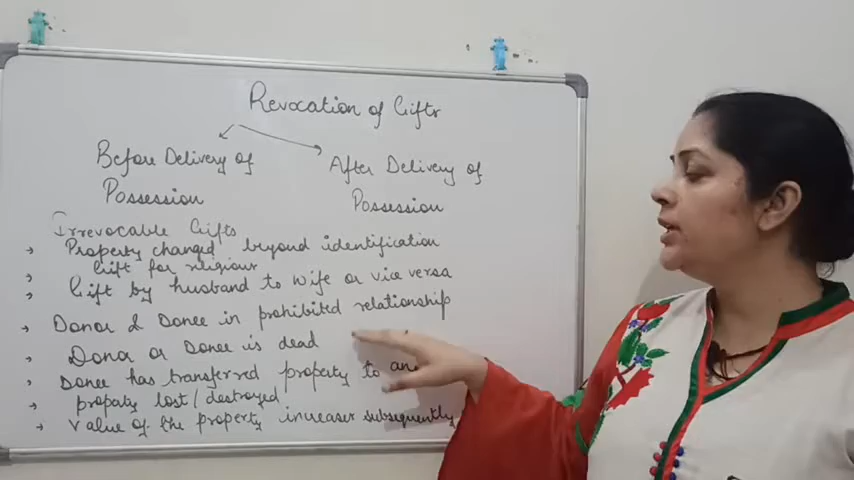 Revocation of Gifts
Before Delivery of
Possession
After Delivery of
Possession
Irrevocable Gifts
Property changed beyond identification
Gift for religious
Gift by husband to wife or vice versa
Donor & Donee in prohibited relationship
Donor or Donee is dead
Donee has transferred property to an
property lost/destroyed
Value of the property increases subsequently